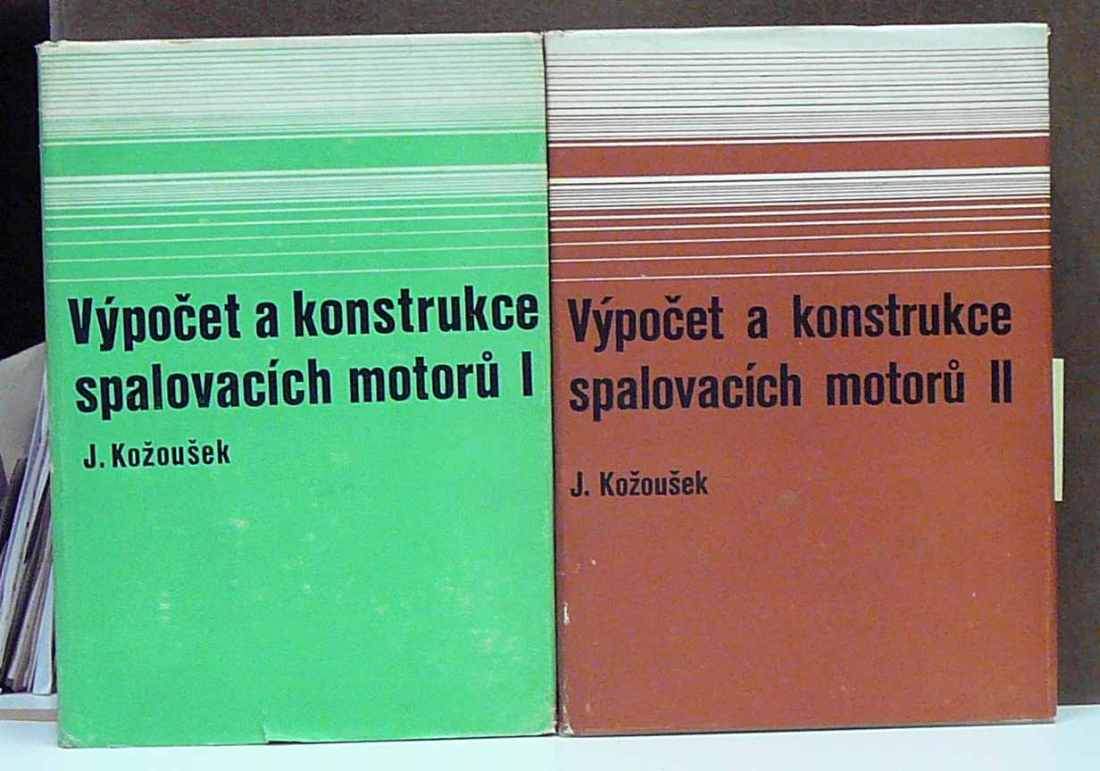 Výpočet a konstrukce
spalovacích motorů I
J. Kožoušek
Výpočet a konstrukce
spalovacích motorů II
J. Kožoušek